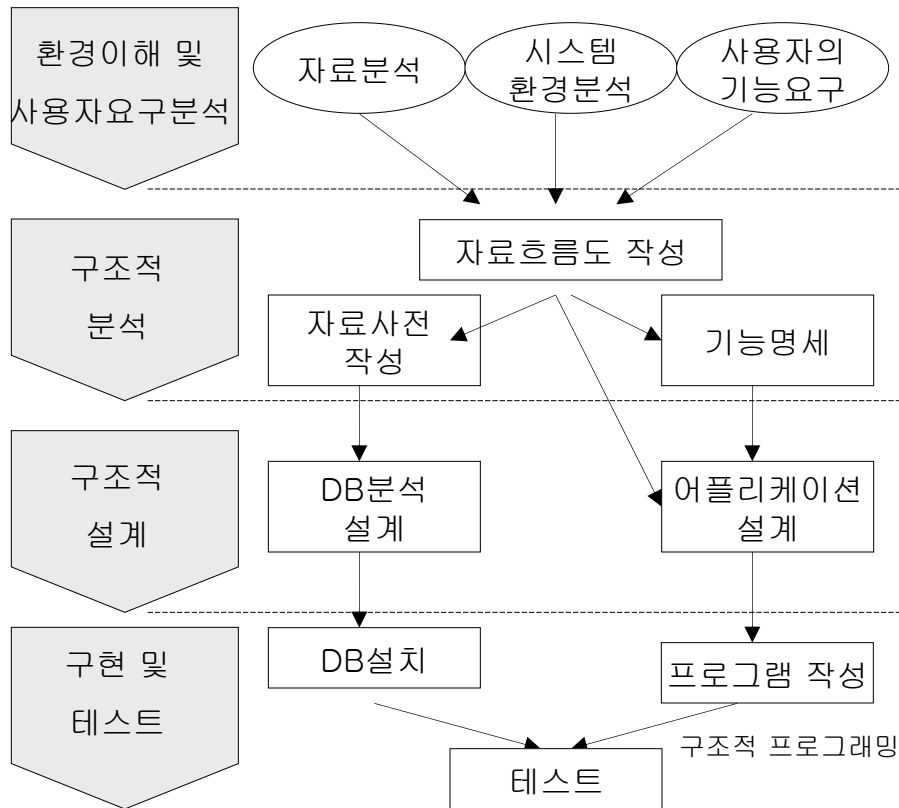 환경이해 및
사용자요구분석
자료분석
시스템
환경분석
사용자의
기능요구
구조적
분석
자료흐름도 작성
자료사전
작성
기능명세
구조적
설계
DB분석
설계
어플리케이션
설계
구현 및
테스트
DB설치
프로그램 작성
구조적 프로그래밍
테스트